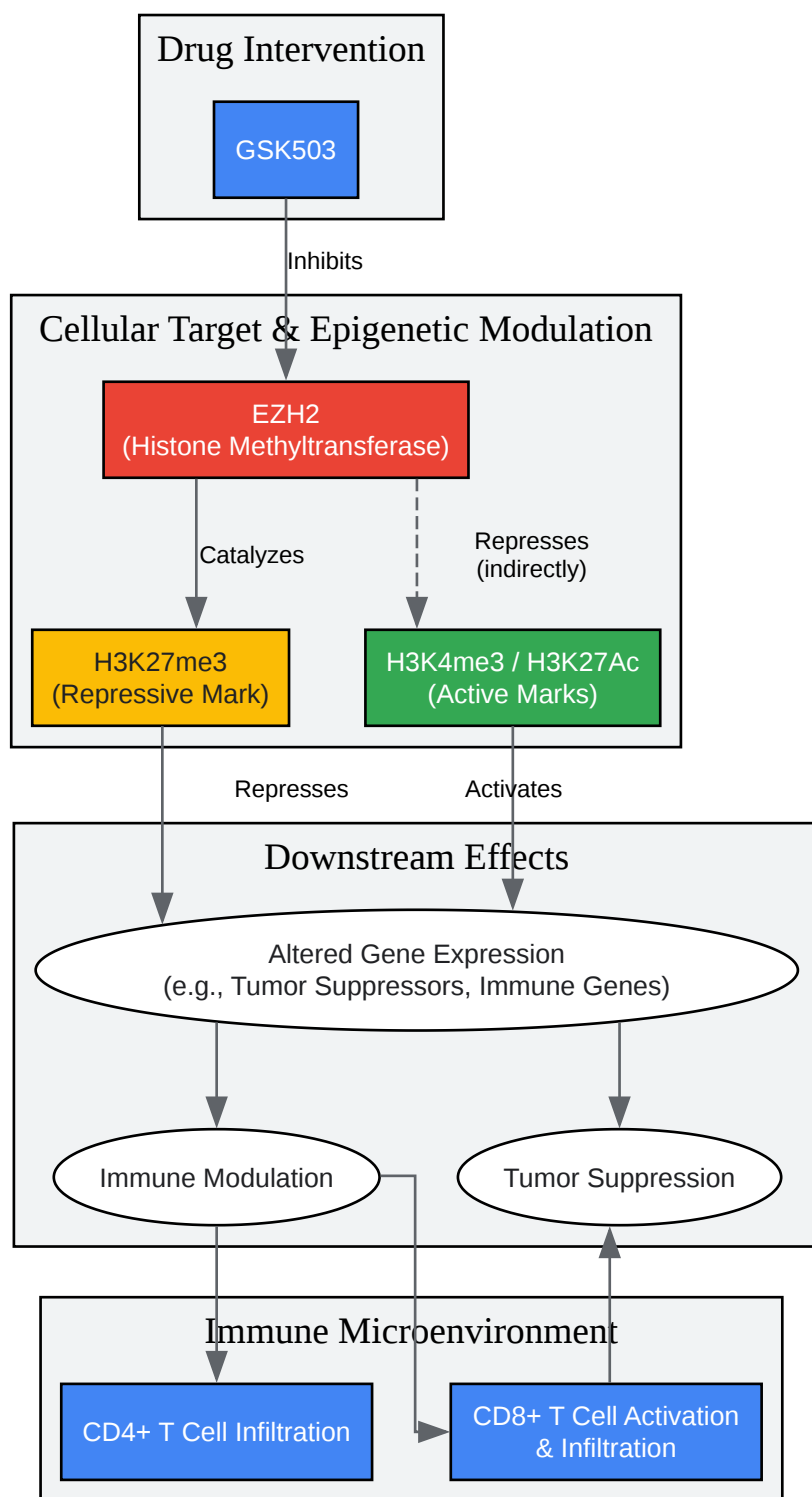 Drug Intervention
GSK503
Inhibits
Cellular Target & Epigenetic Modulation
EZH2
(Histone Methyltransferase)
Catalyzes
Represses
(indirectly)
H3K27me3
(Repressive Mark)
H3K4me3 / H3K27Ac
(Active Marks)
Represses
Activates
Downstream Effects
Altered Gene Expression
(e.g., Tumor Suppressors, Immune Genes)
Immune Modulation
Tumor Suppression
Immune Microenvironment
CD4+ T Cell Infiltration
CD8+ T Cell Activation
& Infiltration